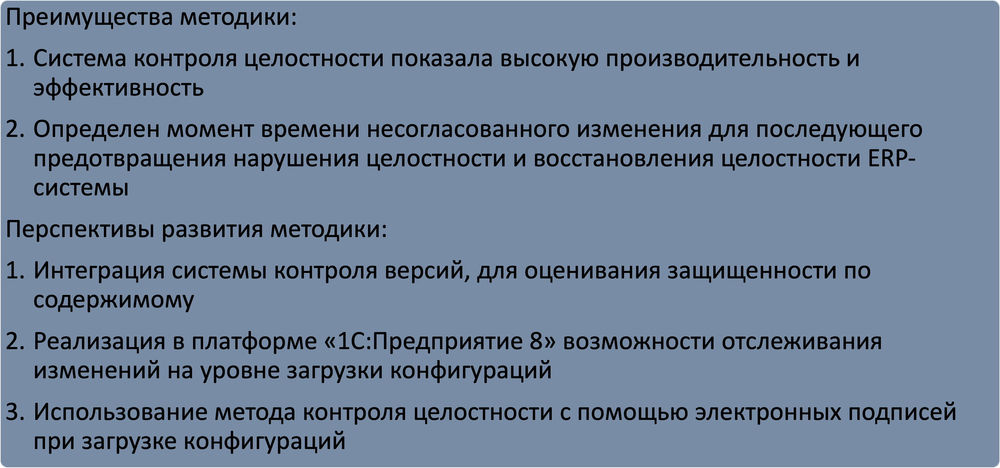 Преимущества методики:
1. Система контроля целостности показала высокую производительность и
эффективность
2. Определен момент времени несогласованного изменения для последующего
предотвращения нарушения целостности и восстановления целостности ERP-
системы
Перспективы развития методики:
1. Интеграция системы контроля версий, для оценивания защищенности по
содержимому
2. Реализация в платформе «1С:Предприятие 8» возможности отслеживания
изменений на уровне загрузки конфигураций
3. Использование метода контроля целостности с помощью электронных подписей
при загрузке конфигураций